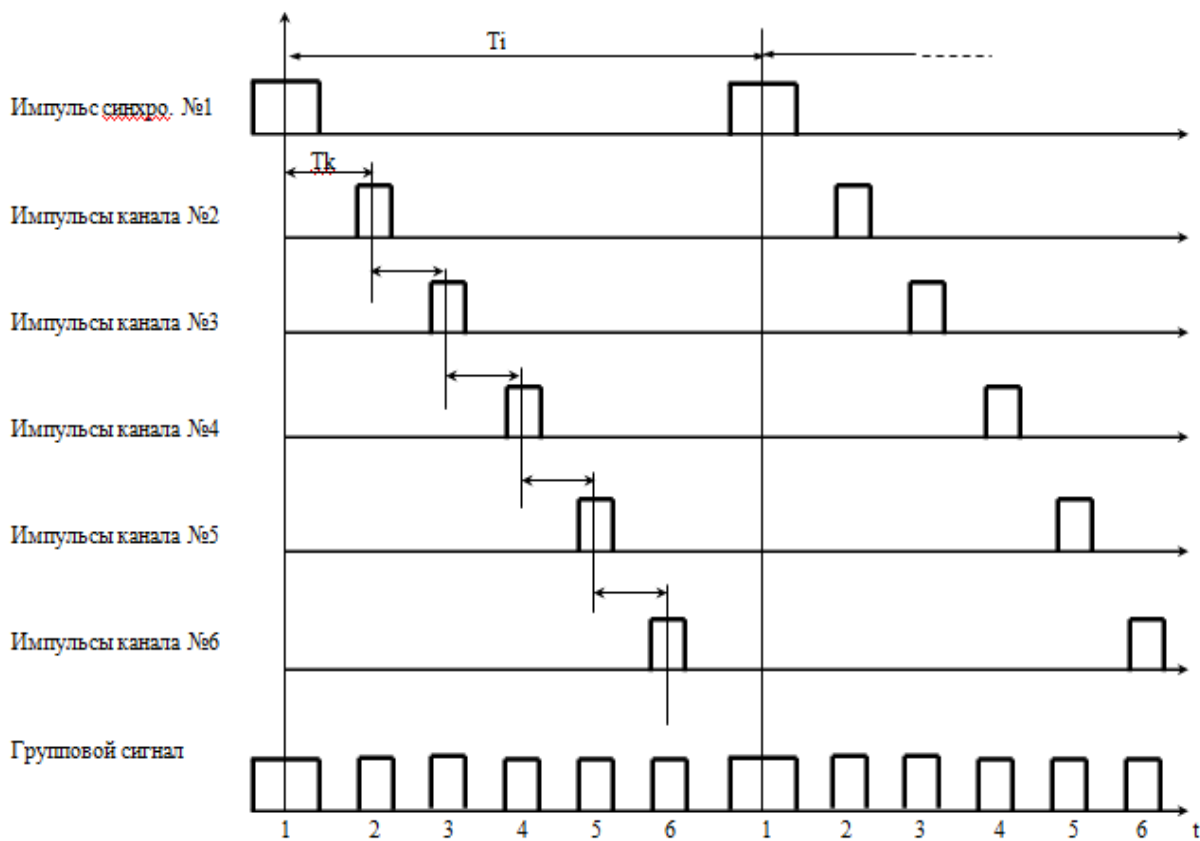 Ti
Импульс синхро. №1
Tk
Импульсы канала №2
Импульсы канала №3
Импульсы канала №4
Импульсы канала №5
Импульсы канала №6
Групповой сигнал
1 2 3 4 5 6 1 2 3 4 5 6 t